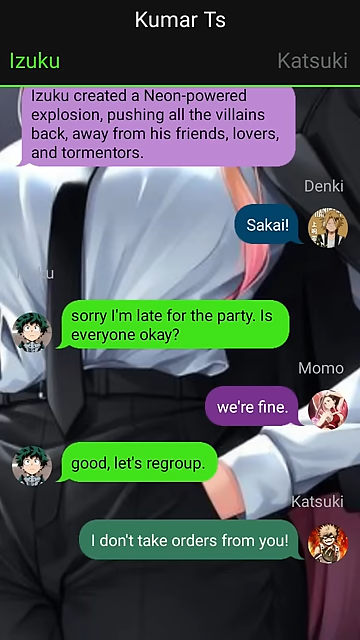 Kumar Ts
Izuku
Katsuki
Izuku created a Neon-powered
explosion, pushing all the villains
back, away from his friends, lovers,
and tormentors.
Denki
Sakai!
Izuku
sorry I'm late for the party. Is
everyone okay?
Momo
we're fine.
good, let's regroup.
Katsuki
I don't take orders from you!